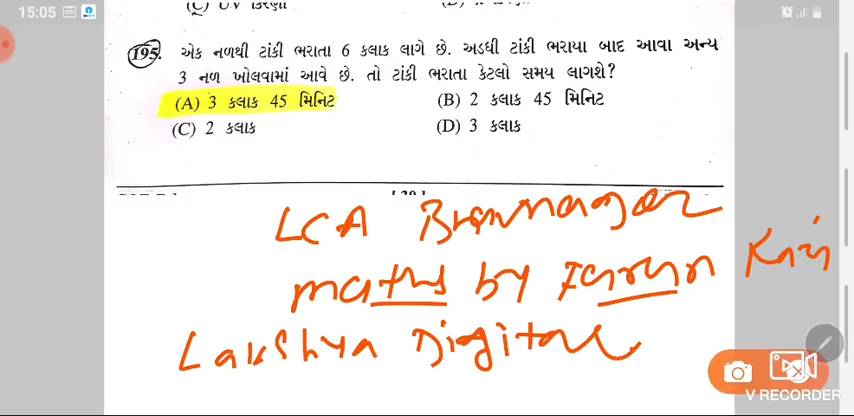 15:05
195. એક નળથી ટાંકી ભરાતા 6 કલાક લાગે છે. અડધી ટાંકી ભરાયા બાદ આવા અન્ય
3 નળ ખોલવામાં આવે છે. તો ટાંકી ભરાતા કેટલો સમય લાગશે?
(A) 3 કલાક 45 મિનિટ (B) 2 કલાક 45 મિનિટ
(C) 2 કલાક (D) 3 કલાક
LCA
maths by
Lakshya Digital
V RECORDER